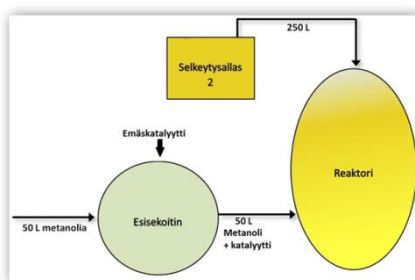 250 L
Selkeytysallas
2
Emäskatalyytti
Reaktori
Esisekoitin
50 L metanolia
50 L
Metanoli
+ katalyytti